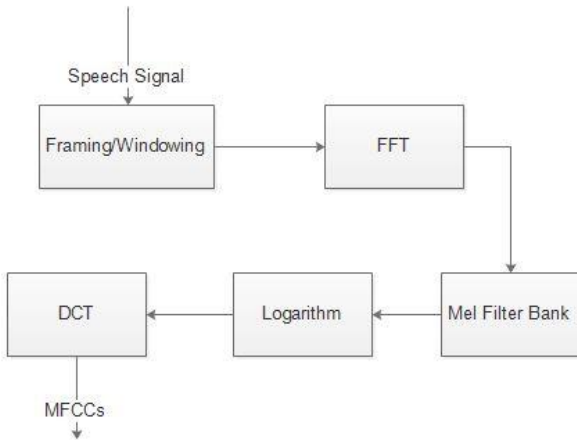 Speech Signal
Framing/Windowing
FFT
Mel Filter Bank
Logarithm
DCT
MFCCs